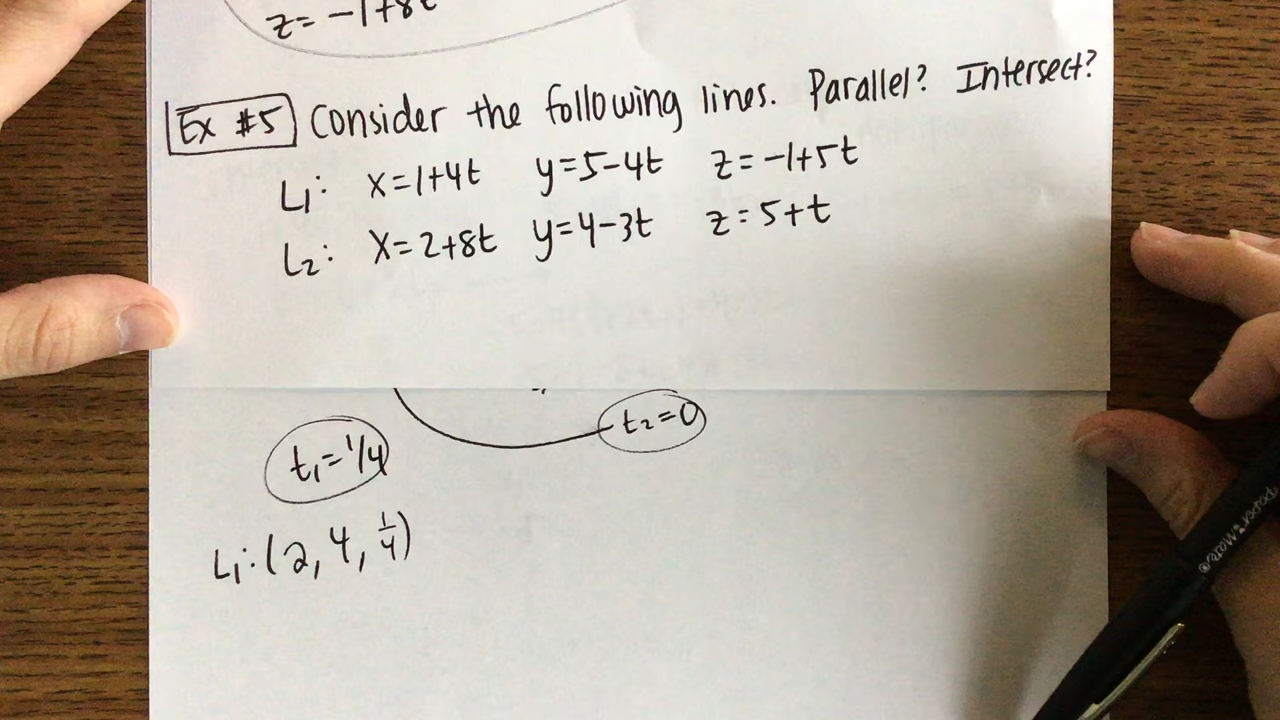 z=-1+8t
Ex #5 Consider the following lines. Parallel? Intersect?
L₁: x=1+4t y=5-4t z=-1+5t
L₂: x=2+8t y=4-3t z=5+t
t₂=0
t₁=1/4
L₁:(2, 4, 1/4)